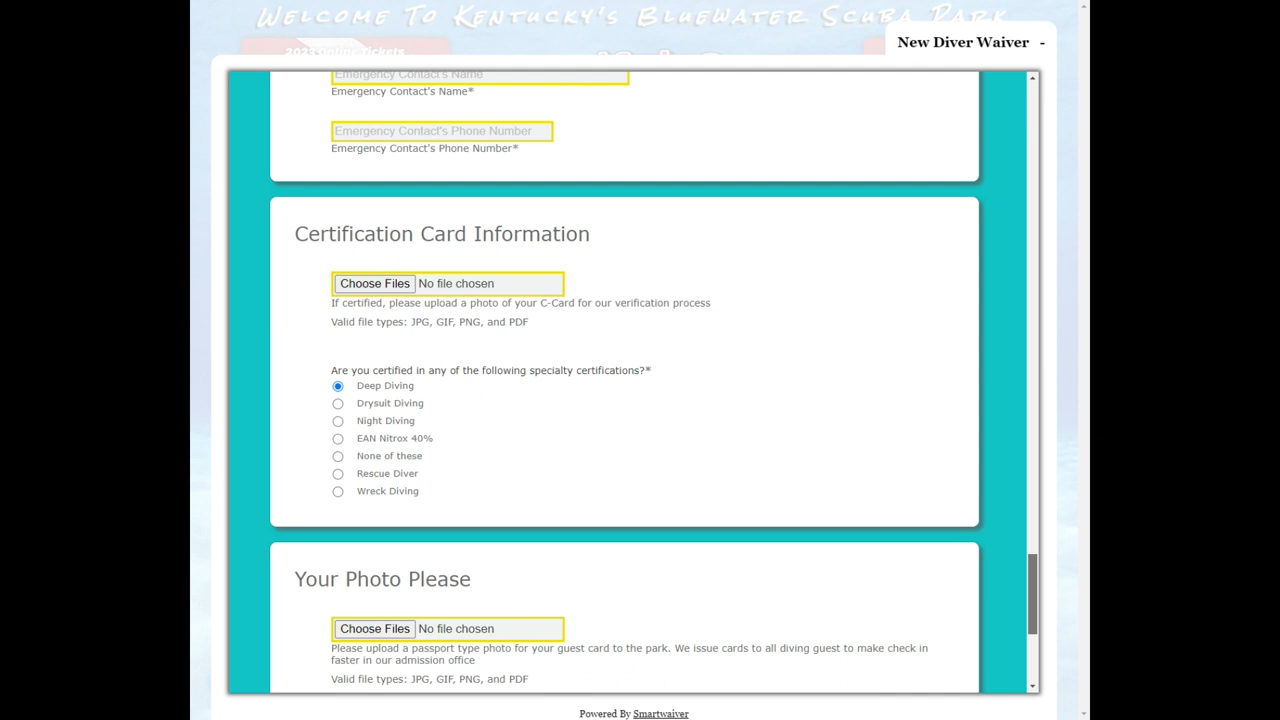 Welcome To Kentucky's Bluewater Scuba Park
2023 Online Tickets
New Diver Waiver -
Emergency Contact's Name
Emergency Contact's Name*
Emergency Contact's Phone Number
Emergency Contact's Phone Number*
Certification Card Information
Choose Files No file chosen
If certified, please upload a photo of your C-Card for our verification process
Valid file types: JPG, GIF, PNG, and PDF
Are you certified in any of the following specialty certifications?*
Deep Diving
Drysuit Diving
Night Diving
EAN Nitrox 40%
None of these
Rescue Diver
Wreck Diving
Your Photo Please
Choose Files No file chosen
Please upload a passport type photo for your guest card to the park. We issue cards to all diving guest to make check in
faster in our admission office
Valid file types: JPG, GIF, PNG, and PDF
Powered By Smartwaiver